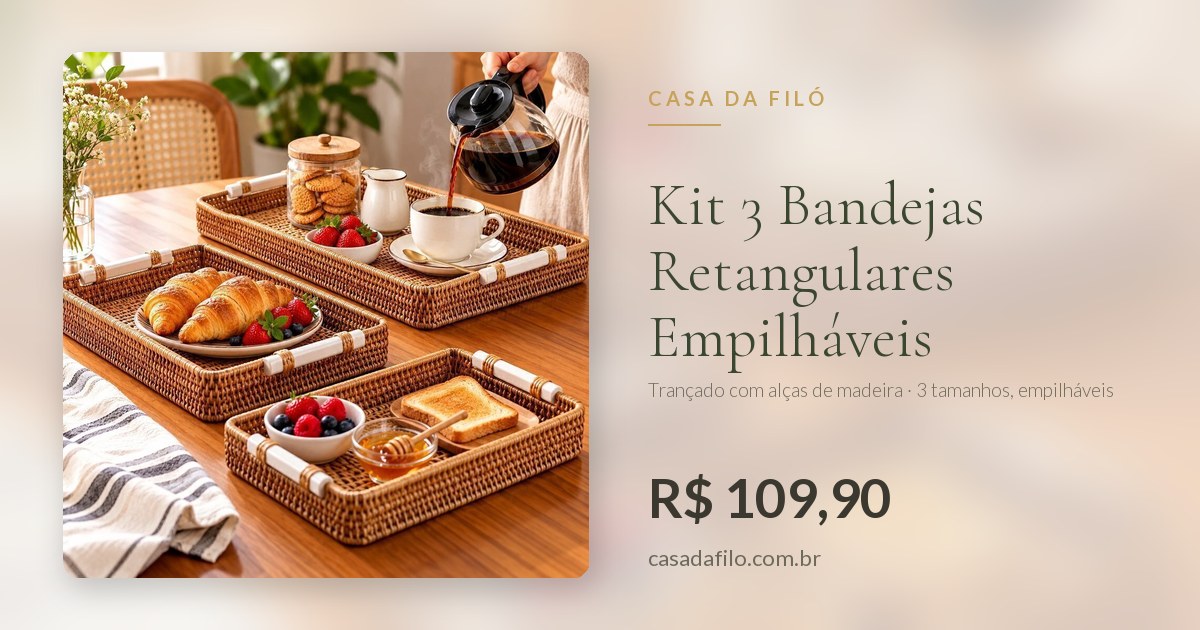 CASA DA FILÓ
Kit 3 Bandejas
Retangulares
Empilháveis
Trançado com alças de madeira · 3 tamanhos, empilháveis
R$ 109,90
casadafilo.com.br